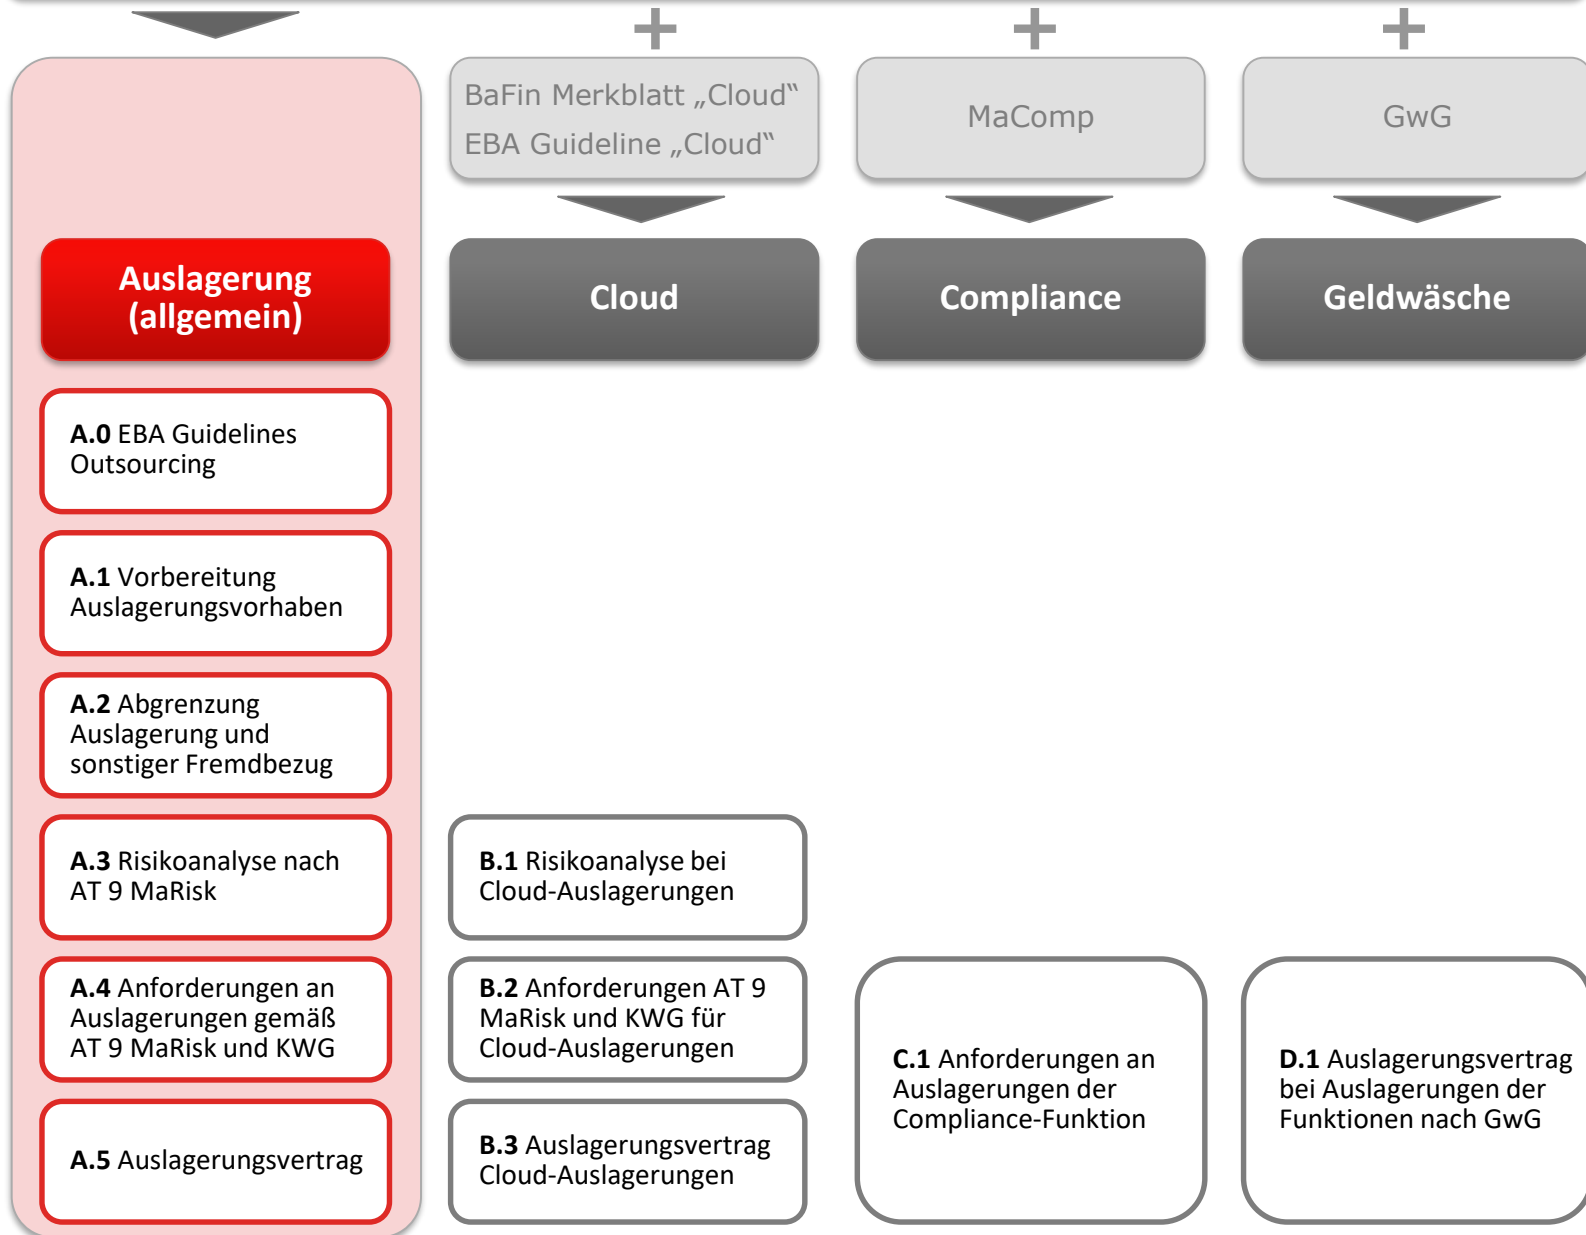 +
+
+
BaFin Merkblatt „Cloud“
EBA Guideline „Cloud“
MaComp
GwG
Auslagerung
(allgemein)
Cloud
Compliance
Geldwäsche
A.0 EBA Guidelines
Outsourcing
A.1 Vorbereitung
Auslagerungsvorhaben
A.2 Abgrenzung
Auslagerung und
sonstiger Fremdbezug
A.3 Risikoanalyse nach
AT 9 MaRisk
B.1 Risikoanalyse bei
Cloud-Auslagerungen
A.4 Anforderungen an
Auslagerungen gemäß
AT 9 MaRisk und KWG
B.2 Anforderungen AT 9
MaRisk und KWG für
Cloud-Auslagerungen
C.1 Anforderungen an
Auslagerungen der
Compliance-Funktion
D.1 Auslagerungsvertrag
bei Auslagerungen der
Funktionen nach GwG
A.5 Auslagerungsvertrag
B.3 Auslagerungsvertrag
Cloud-Auslagerungen